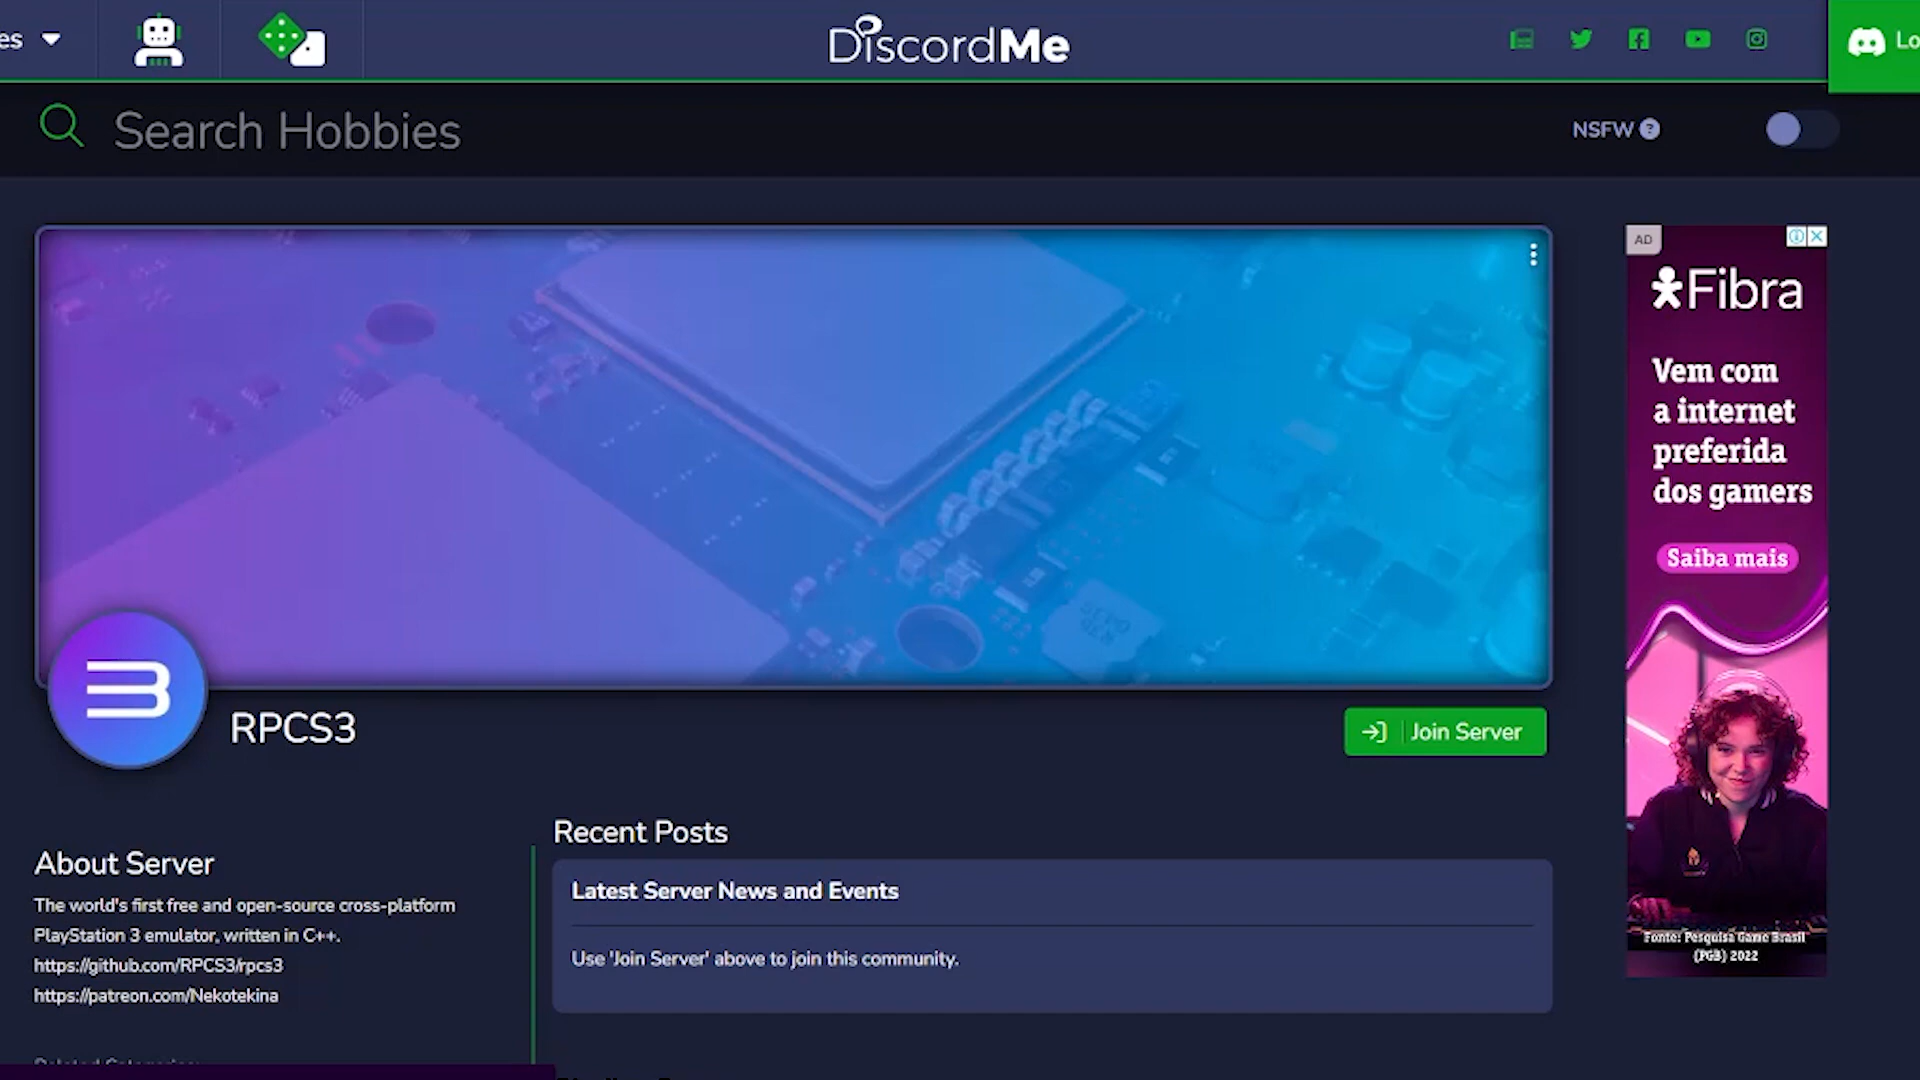 es
DiscordMe
Lo
Search Hobbies
NSFW
AD
Fibra
Vem com
a internet
preferida
dos gamers
Saiba mais
Fonte: Pesquisa Game Brasil
(PGB) 2022
RPCS3
Join Server
About Server
The world's first free and open-source cross-platform
PlayStation 3 emulator, written in C++.
https://github.com/RPCS3/rpcs3
https://patreon.com/Nekotekina
Recent Posts
Latest Server News and Events
Use 'Join Server' above to join this community.